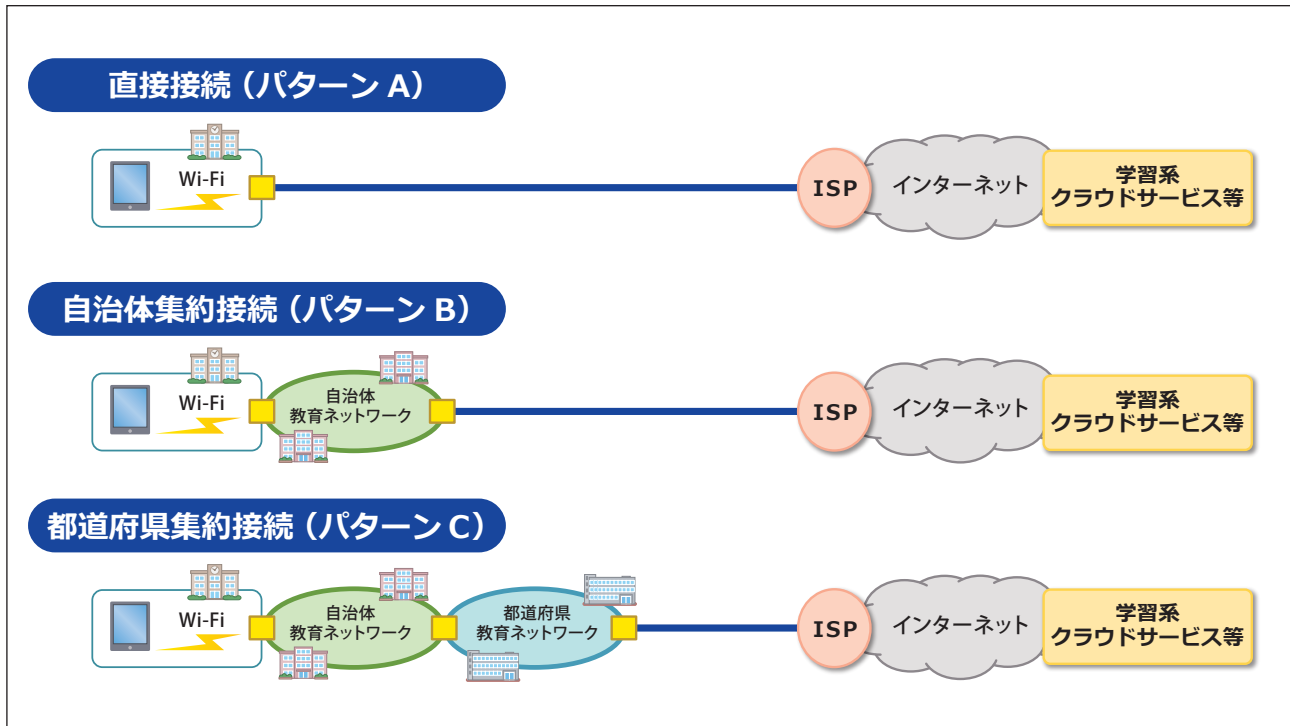 直接接続（パターン A）
Wi-Fi
ISP
インターネット
学習系
クラウドサービス等
自治体集約接続（パターン B）
Wi-Fi
自治体
教育ネットワーク
ISP
インターネット
学習系
クラウドサービス等
都道府県集約接続（パターン C）
Wi-Fi
自治体
教育ネットワーク
都道府県
教育ネットワーク
ISP
インターネット
学習系
クラウドサービス等